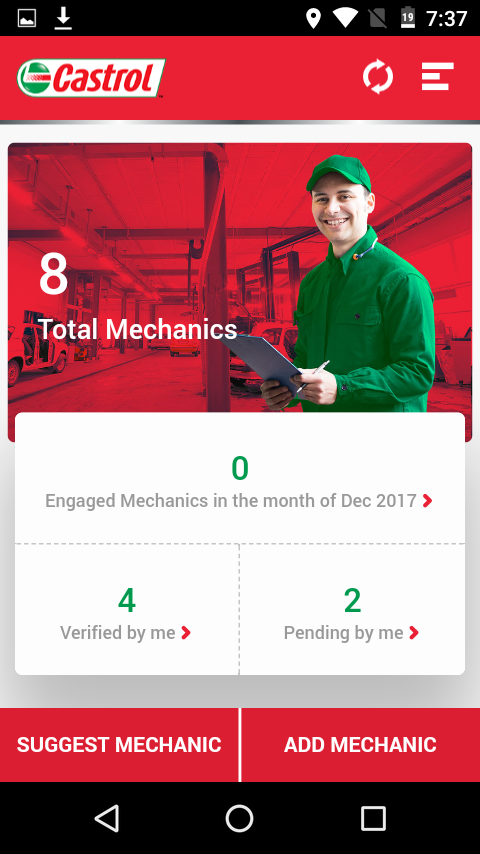 19 7:37
Castrol
8
Total Mechanics
0
Engaged Mechanics in the month of Dec 2017
4
Verified by me
2
Pending by me
SUGGEST MECHANIC
ADD MECHANIC